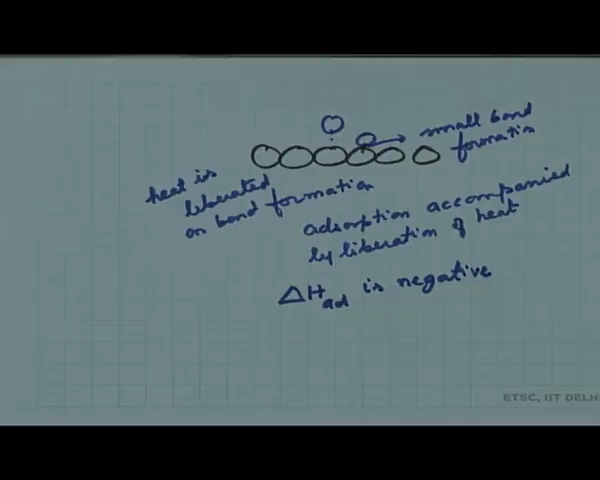 small bond
formation
heat is
liberated
on bond formation
adsorption accompanied
by liberation of heat
ΔHad is negative
ETSC, IIT DELHI